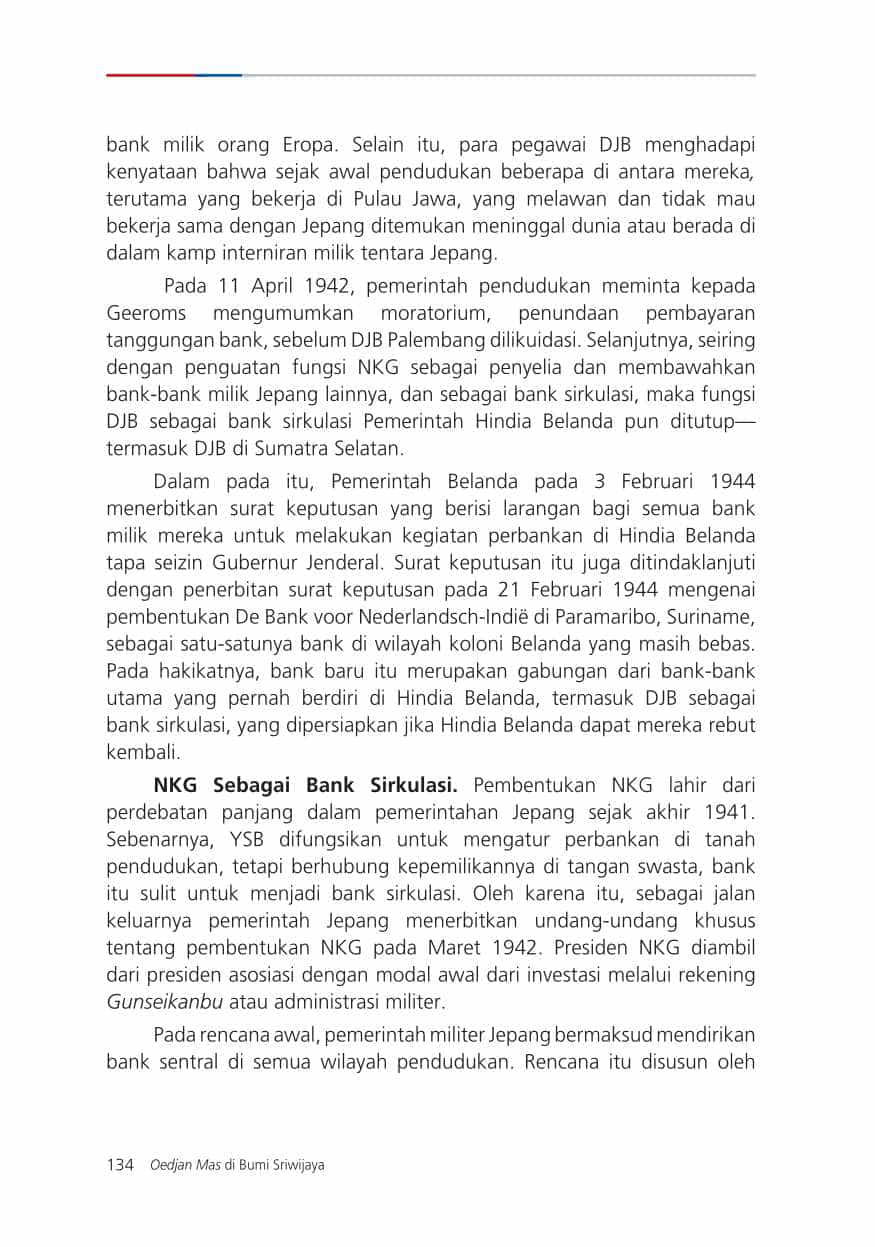 bank milik orang Eropa. Selain itu, para pegawai DJB menghadapi
kenyataan bahwa sejak awal pendudukan beberapa di antara mereka,
terutama yang bekerja di Pulau Jawa, yang melawan dan tidak mau
bekerja sama dengan Jepang ditemukan meninggal dunia atau berada di
dalam kamp interniran milik tentara Jepang.
Pada 11 April 1942, pemerintah pendudukan meminta kepada
Geeroms mengumumkan moratorium, penundaan pembayaran
tanggungan bank, sebelum DJB Palembang dilikuidasi. Selanjutnya, seiring
dengan penguatan fungsi NKG sebagai penyelia dan membawahkan
bank-bank milik Jepang lainnya, dan sebagai bank sirkulasi, maka fungsi
DJB sebagai bank sirkulasi Pemerintah Hindia Belanda pun ditutup—
termasuk DJB di Sumatra Selatan.
Dalam pada itu, Pemerintah Belanda pada 3 Februari 1944
menerbitkan surat keputusan yang berisi larangan bagi semua bank
milik mereka untuk melakukan kegiatan perbankan di Hindia Belanda
tapa seizin Gubernur Jenderal. Surat keputusan itu juga ditindaklanjuti
dengan penerbitan surat keputusan pada 21 Februari 1944 mengenai
pembentukan De Bank voor Nederlandsch-Indië di Paramaribo, Suriname,
sebagai satu-satunya bank di wilayah koloni Belanda yang masih bebas.
Pada hakikatnya, bank baru itu merupakan gabungan dari bank-bank
utama yang pernah berdiri di Hindia Belanda, termasuk DJB sebagai
bank sirkulasi, yang dipersiapkan jika Hindia Belanda dapat mereka rebut
kembali.
NKG Sebagai Bank Sirkulasi. Pembentukan NKG lahir dari
perdebatan panjang dalam pemerintahan Jepang sejak akhir 1941.
Sebenarnya, YSB difungsikan untuk mengatur perbankan di tanah
pendudukan, tetapi berhubung kepemilikannya di tangan swasta, bank
itu sulit untuk menjadi bank sirkulasi. Oleh karena itu, sebagai jalan
keluarnya pemerintah Jepang menerbitkan undang-undang khusus
tentang pembentukan NKG pada Maret 1942. Presiden NKG diambil
dari presiden asosiasi dengan modal awal dari investasi melalui rekening
Gunseikanbu atau administrasi militer.
Pada rencana awal, pemerintah militer Jepang bermaksud mendirikan
bank sentral di semua wilayah pendudukan. Rencana itu disusun oleh
134 Oedjan Mas di Bumi Sriwijaya